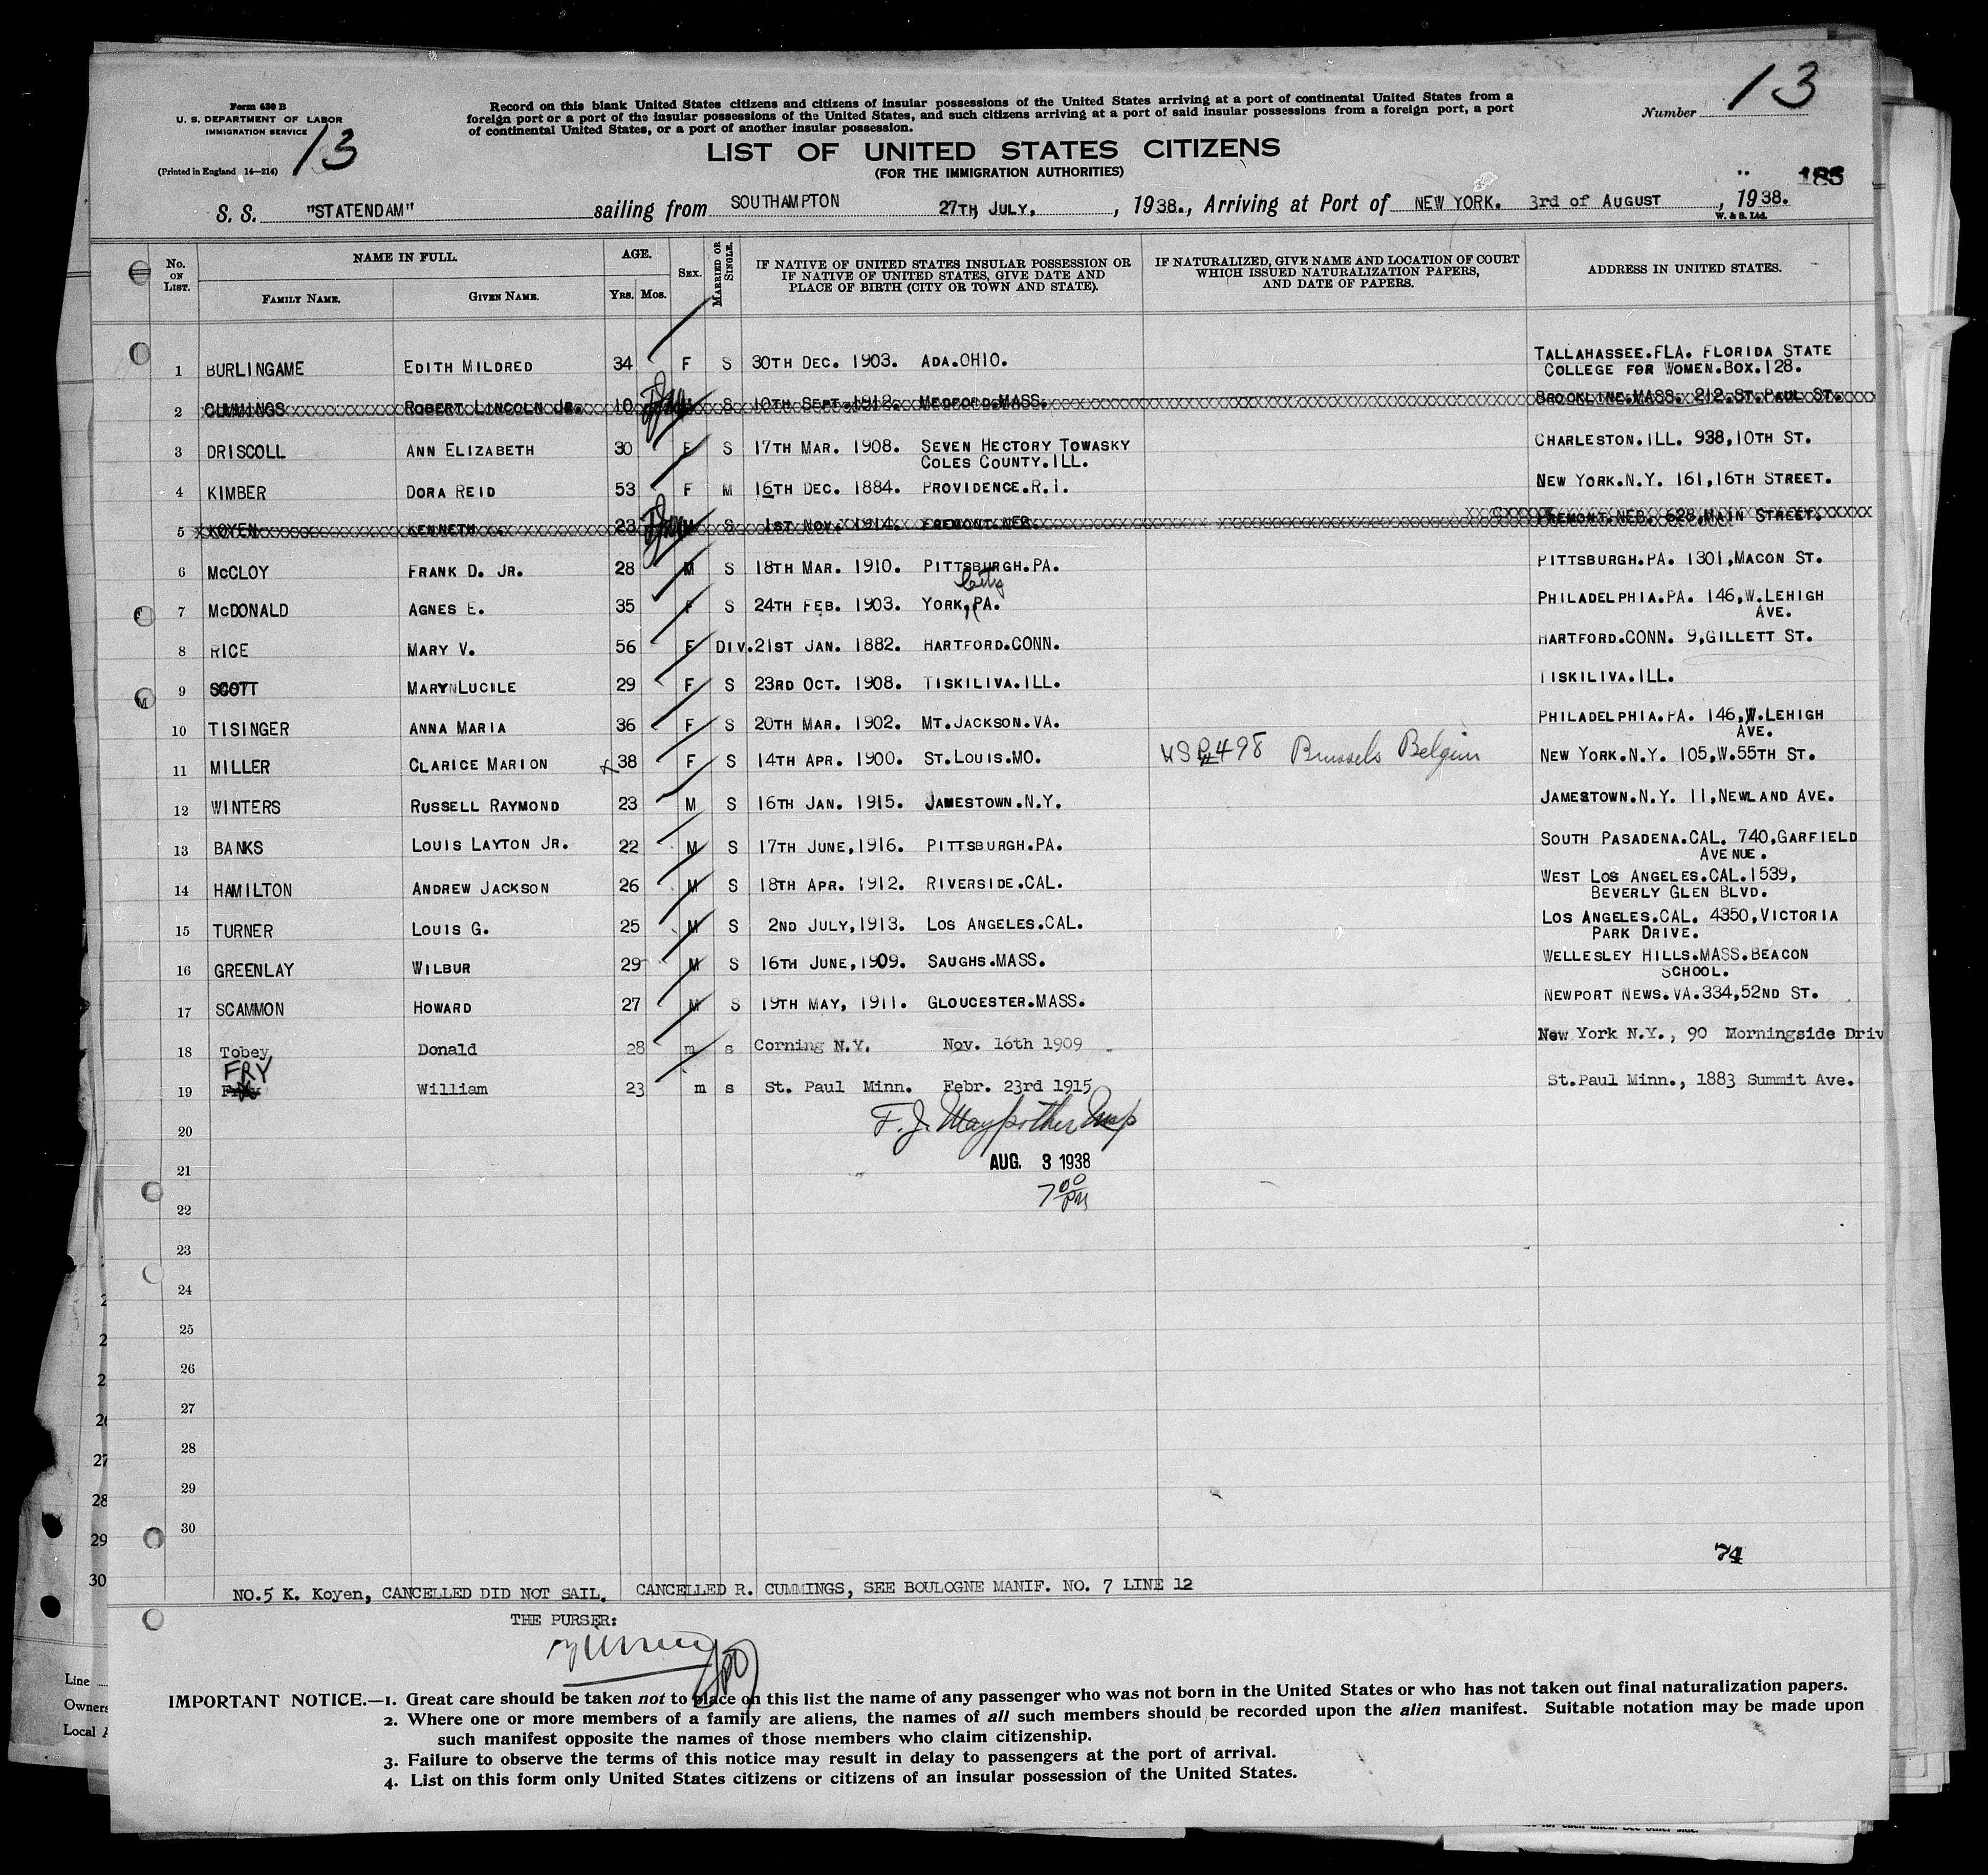 Form 630 B
U. S. DEPARTMENT OF LABOR
IMMIGRATION SERVICE
13
(Printed in England 14—214)
Record on this blank United States citizens and citizens of insular possessions of the United States arriving at a port of continental United States from a
foreign port or a port of the insular possessions of the United States, and such citizens arriving at a port of said insular possessions from a foreign port, a port
of continental United States, or a port of another insular possession.
Number 13
LIST OF UNITED STATES CITIZENS
(FOR THE IMMIGRATION AUTHORITIES)
185
S. S. "STATENDAM" sailing from SOUTHAMPTON 27TH JULY, , 1938., Arriving at Port of NEW YORK. 3rd of AUGUST , 1938.
W. & S. Ltd.
No. ON LIST.
NAME IN FULL.
FAMILY NAME. GIVEN NAME.
AGE.
YRS. MOS.
SEX.
MARRIED OR SINGLE.
IF NATIVE OF UNITED STATES INSULAR POSSESSION OR
IF NATIVE OF UNITED STATES, GIVE DATE AND
PLACE OF BIRTH (CITY OR TOWN AND STATE).
IF NATURALIZED, GIVE NAME AND LOCATION OF COURT
WHICH ISSUED NATURALIZATION PAPERS,
AND DATE OF PAPERS.
ADDRESS IN UNITED STATES.
1 BURLINGAME EDITH MILDRED 34 F S 30TH DEC. 1903. ADA.OHIO. TALLAHASSEE.FLA. FLORIDA STATE
COLLEGE FOR WOMEN.BOX.128.
2 CUMMINGS ROBERT LINCOLN JR. 10 S 10TH SEPT.1912. MEDFORD.MASS. BROOKLINE.MASS. 212.ST.PAUL ST.
3 DRISCOLL ANN ELIZABETH 30 F S 17TH MAR. 1908. SEVEN HECTORY TOWASKY
COLES COUNTY.ILL. CHARLESTON.ILL. 938,10TH ST.
4 KIMBER DORA REID 53 F M 16TH DEC. 1884. PROVIDENCE.R.I. NEW YORK.N.Y. 161,16TH STREET.
5 KOYEN KENNETH 23 M S 1ST NOV. 1914. FREMONT.NEB. FREMONT.NEB. 628,MAIN STREET.
6 McCLOY FRANK D. JR. 28 M S 18TH MAR. 1910. PITTSBURGH.PA. PITTSBURGH.PA. 1301,MACON ST.
7 McDONALD AGNES E. 35 F S 24TH FEB. 1903. YORK, City PA. PHILADELPHIA.PA. 146,W.LEHIGH
AVE.
8 RICE MARY V. 56 F DIV. 21ST JAN. 1882. HARTFORD.CONN. HARTFORD.CONN. 9,GILLETT ST.
9 SCOTT MARYNLUCILE 29 F S 23RD OCT. 1908. TISKILIVA.ILL. TISKILIVA.ILL.
10 TISINGER ANNA MARIA 36 F S 20TH MAR. 1902. MT.JACKSON.VA. PHILADELPHIA.PA. 146,W.LEHIGH
AVE.
11 MILLER CLARICE MARION x 38 F S 14TH APR. 1900. ST.LOUIS.MO. 498 Brussels Belgium NEW YORK.N.Y. 105,W.55TH ST.
12 WINTERS RUSSELL RAYMOND 23 M S 16TH JAN. 1915. JAMESTOWN.N.Y. JAMESTOWN.N.Y. 11,NEWLAND AVE.
13 BANKS LOUIS LAYTON JR. 22 M S 17TH JUNE,1916. PITTSBURGH.PA. SOUTH PASADENA.CAL. 740,GARFIELD
AVENUE.
14 HAMILTON ANDREW JACKSON 26 M S 18TH APR. 1912. RIVERSIDE.CAL. WEST LOS ANGELES.CAL.1539,
BEVERLY GLEN BLVD.
15 TURNER LOUIS G. 25 M S 2ND JULY,1913. LOS ANGELES.CAL. LOS ANGELES.CAL. 4350,VICTORIA
PARK DRIVE.
16 GREENLAY WILBUR 29 M S 16TH JUNE,1909. SAUGHS.MASS. WELLESLEY HILLS.MASS.BEACON
SCHOOL.
17 SCAMMON HOWARD 27 M S 19TH MAY, 1911. GLOUCESTER.MASS. NEWPORT NEWS.VA.334,52ND ST.
18 Tobey Donald 28 m s Corning N.Y. Nov. 16th 1909 New York N.Y., 90 Morningside Driv
19 FRY William 23 m s St. Paul Minn. Febr. 23rd 1915 St.Paul Minn., 1883 Summit Ave.
20
F. J. Maypother Insp
21
AUG. 3 1938
7 00 PM
22
23
24
25
26
27
28
29
30
74
NO.5 K. Koyen, CANCELLED DID NOT SAIL. CANCELLED R. CUMMINGS, SEE BOULOGNE MANIF. NO. 7 LINE 12
THE PURSER:
IMPORTANT NOTICE.—1. Great care should be taken not to place on this list the name of any passenger who was not born in the United States or who has not taken out final naturalization papers.
2. Where one or more members of a family are aliens, the names of all such members should be recorded upon the alien manifest. Suitable notation may be made upon
such manifest opposite the names of those members who claim citizenship.
3. Failure to observe the terms of this notice may result in delay to passengers at the port of arrival.
4. List on this form only United States citizens or citizens of an insular possession of the United States.
27
28
29
30
Line
Owners
Local A